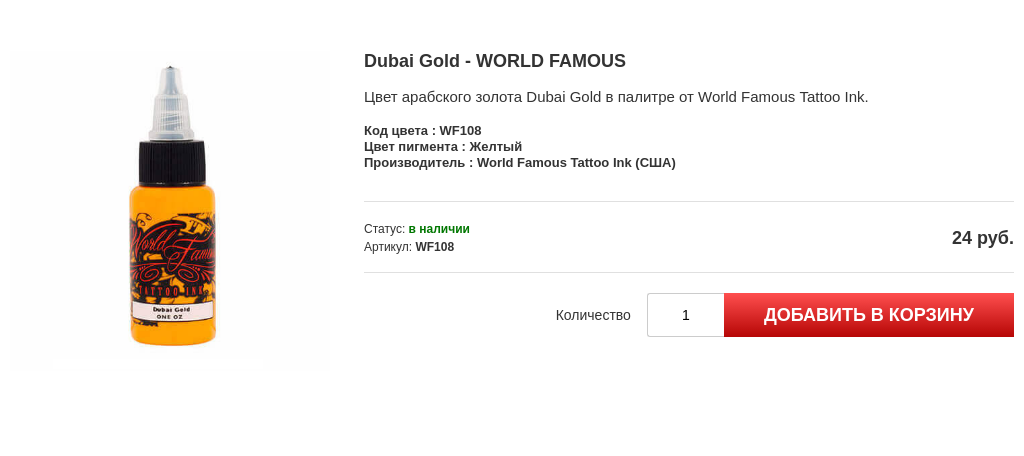 Dubai Gold - WORLD FAMOUS
Цвет арабского золота Dubai Gold в палитре от World Famous Tattoo Ink.
Код цвета : WF108
Цвет пигмента : Желтый
Производитель : World Famous Tattoo Ink (США)
Статус: в наличии
Артикул: WF108
24 руб.
Количество
1
ДОБАВИТЬ В КОРЗИНУ
World Famous
TATTOO INK
Dubai Gold
ONE OZ